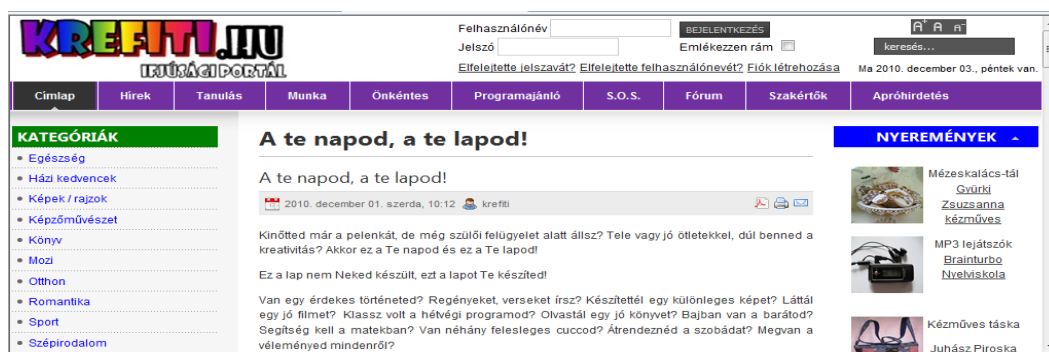 KREFITI.HU
IFJÚSÁGI PORTÁL
Felhasználónév
BEJELENTKEZÉS
Jelszó
Emlékezzen rám
Elfelejtette jelszavát? Elfelejtette felhasználónevét? Fiók létrehozása
A+ A A-
keresés...
Ma 2010. december 03., péntek van.
Címlap Hírek Tanulás Munka Önkéntes Programajánló S.O.S. Fórum Szakértők Apróhirdetés
KATEGÓRIÁK
Egészség
Házi kedvencek
Képek / rajzok
Képzőművészet
Könyv
Mozi
Otthon
Romantika
Sport
Szépirodalom
A te napod, a te lapod!
A te napod, a te lapod!
2010. december 01. szerda, 10:12 krefiti
Kinőtted már a pelenkát, de még szülői felügyelet alatt állsz? Tele vagy jó ötletekkel, dúl benned a
kreativitás? Akkor ez a Te napod és ez a Te lapod!
Ez a lap nem Neked készült, ezt a lapot Te készíted!
Van egy érdekes történeted? Regényeket, verseket írsz? Készítettél egy különleges képet? Láttál
egy jó filmet? Klassz volt a hétvégi programod? Olvastál egy jó könyvet? Bajban van a barátod?
Segítség kell a matekban? Van néhány felesleges cuccod? Átrendeznéd a szobádat? Megvan a
véleményed mindenről?
NYEREMÉNYEK
Mézeskalács-tál
Gyürki
Zsuzsanna
kézműves
MP3 lejátszók
Brainturbo
Nyelviskola
Kézműves táska
Juhász Piroska